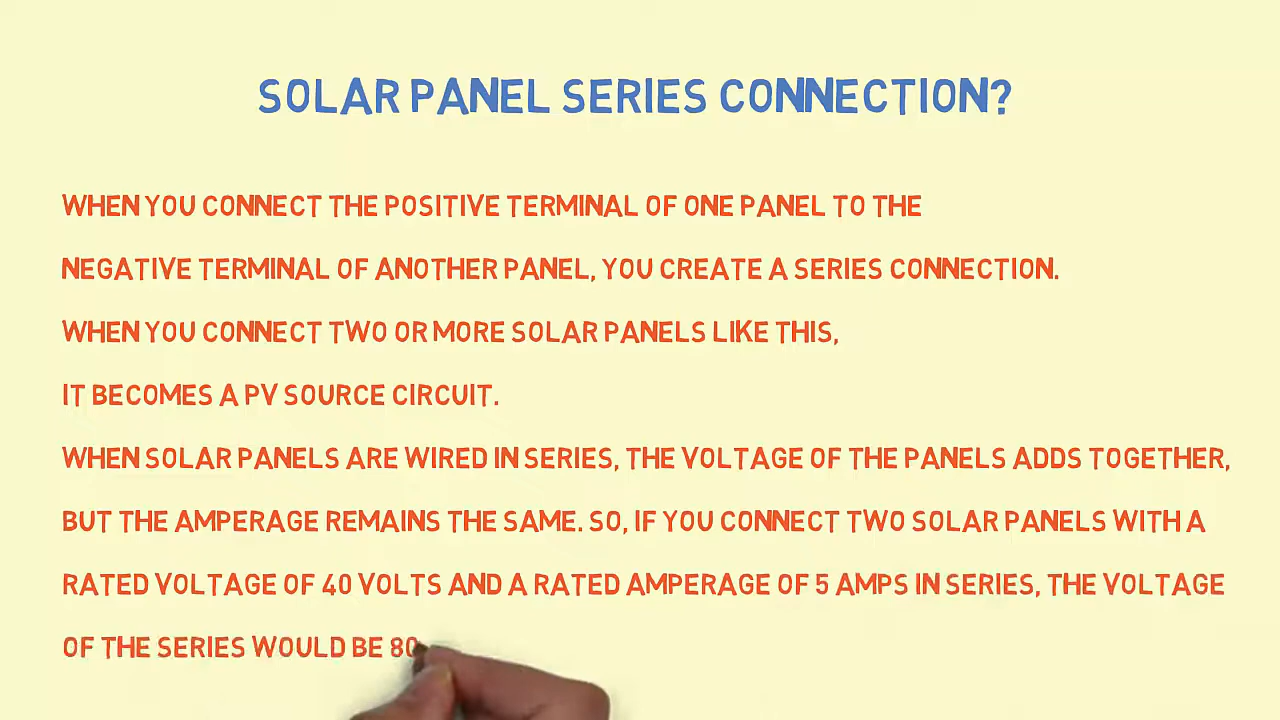 SOLAR PANEL SERIES CONNECTION?
WHEN YOU CONNECT THE POSITIVE TERMINAL OF ONE PANEL TO THE
NEGATIVE TERMINAL OF ANOTHER PANEL, YOU CREATE A SERIES CONNECTION.
WHEN YOU CONNECT TWO OR MORE SOLAR PANELS LIKE THIS,
IT BECOMES A PV SOURCE CIRCUIT.
WHEN SOLAR PANELS ARE WIRED IN SERIES, THE VOLTAGE OF THE PANELS ADDS TOGETHER,
BUT THE AMPERAGE REMAINS THE SAME. SO, IF YOU CONNECT TWO SOLAR PANELS WITH A
RATED VOLTAGE OF 40 VOLTS AND A RATED AMPERAGE OF 5 AMPS IN SERIES, THE VOLTAGE
OF THE SERIES WOULD BE 80